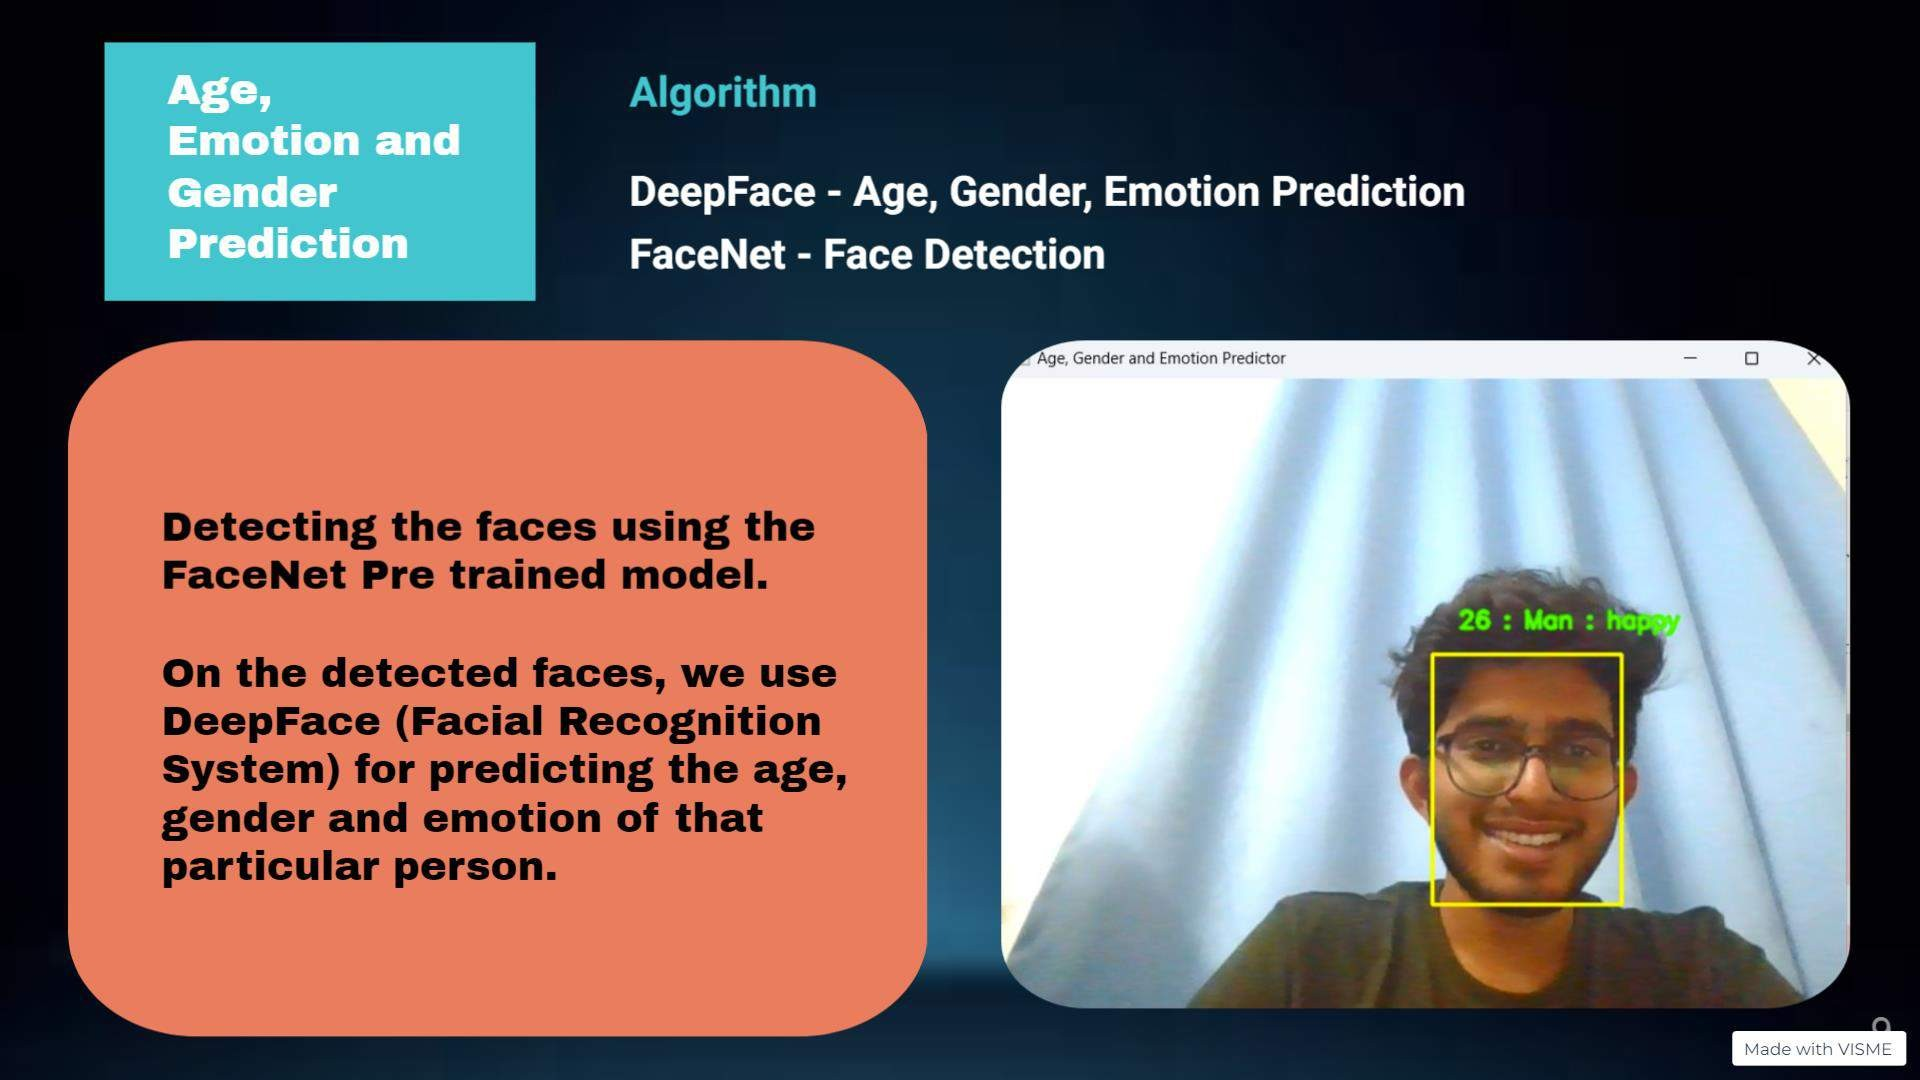 Age,
Emotion and
Gender
Prediction
Algorithm
DeepFace - Age, Gender, Emotion Prediction
FaceNet - Face Detection
Detecting the faces using the
FaceNet Pre trained model.
On the detected faces, we use
DeepFace (Facial Recognition
System) for predicting the age,
gender and emotion of that
particular person.
Age, Gender and Emotion Predictor
26 : Man : happy
Made with VISME